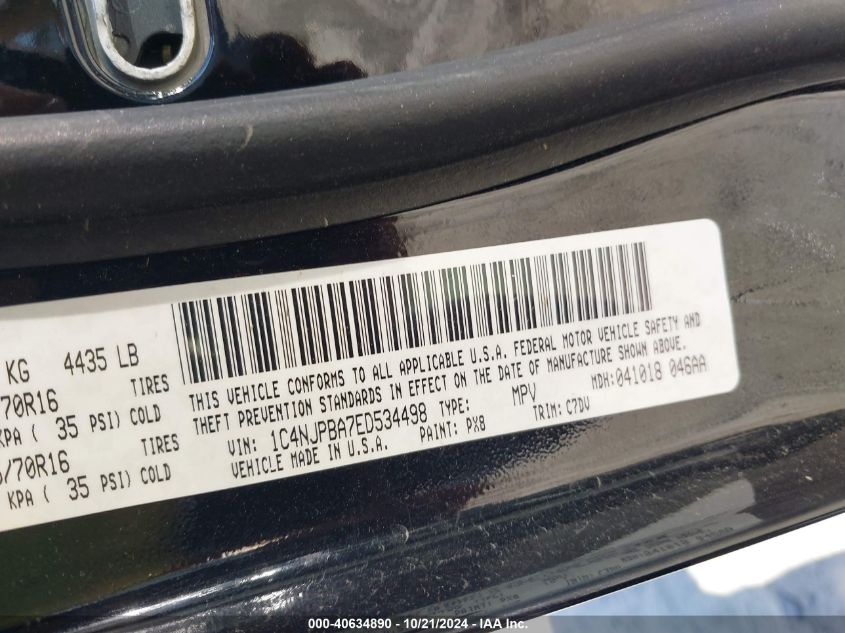 KG 4435 LB
TIRES
/70R16
KPA ( 35 PSI) COLD
TIRES
/70R16
KPA ( 35 PSI) COLD
THIS VEHICLE CONFORMS TO ALL APPLICABLE U.S.A. FEDERAL MOTOR VEHICLE SAFETY AND
THEFT PREVENTION STANDARDS IN EFFECT ON THE DATE OF MANUFACTURE SHOWN ABOVE.
VIN: 1C4NJPBA7ED534498 TYPE: MPV MDH:041018 046AA
VEHICLE MADE IN U.S.A. PAINT: PX8 TRIM: C7DV
000-40634890 - 10/21/2024 - IAA Inc.